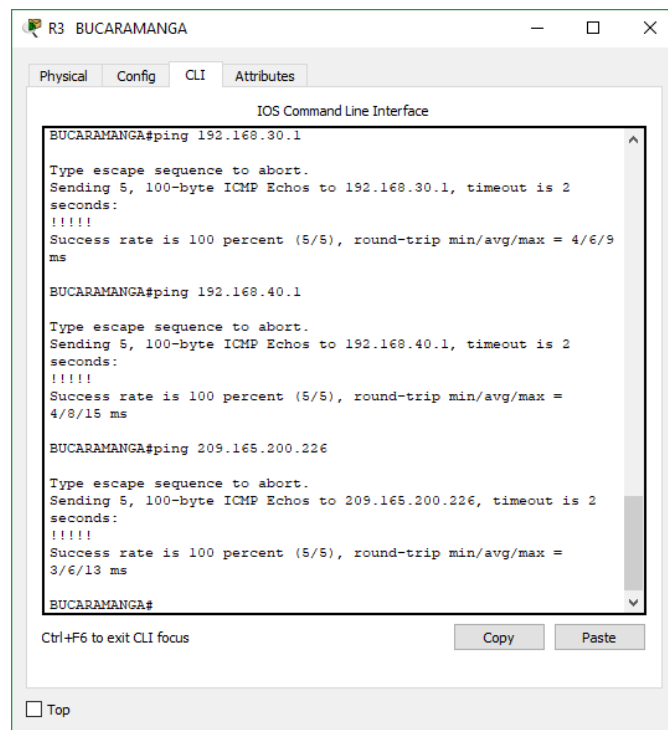 R3 BUCARAMANGA
Physical Config CLI Attributes
IOS Command Line Interface
BUCARAMANGA#ping 192.168.30.1
Type escape sequence to abort.
Sending 5, 100-byte ICMP Echos to 192.168.30.1, timeout is 2
seconds:
!!!!!
Success rate is 100 percent (5/5), round-trip min/avg/max = 4/6/9
ms
BUCARAMANGA#ping 192.168.40.1
Type escape sequence to abort.
Sending 5, 100-byte ICMP Echos to 192.168.40.1, timeout is 2
seconds:
!!!!!
Success rate is 100 percent (5/5), round-trip min/avg/max =
4/8/15 ms
BUCARAMANGA#ping 209.165.200.226
Type escape sequence to abort.
Sending 5, 100-byte ICMP Echos to 209.165.200.226, timeout is 2
seconds:
!!!!!
Success rate is 100 percent (5/5), round-trip min/avg/max =
3/6/13 ms
BUCARAMANGA#
Ctrl+F6 to exit CLI focus Copy Paste
Top